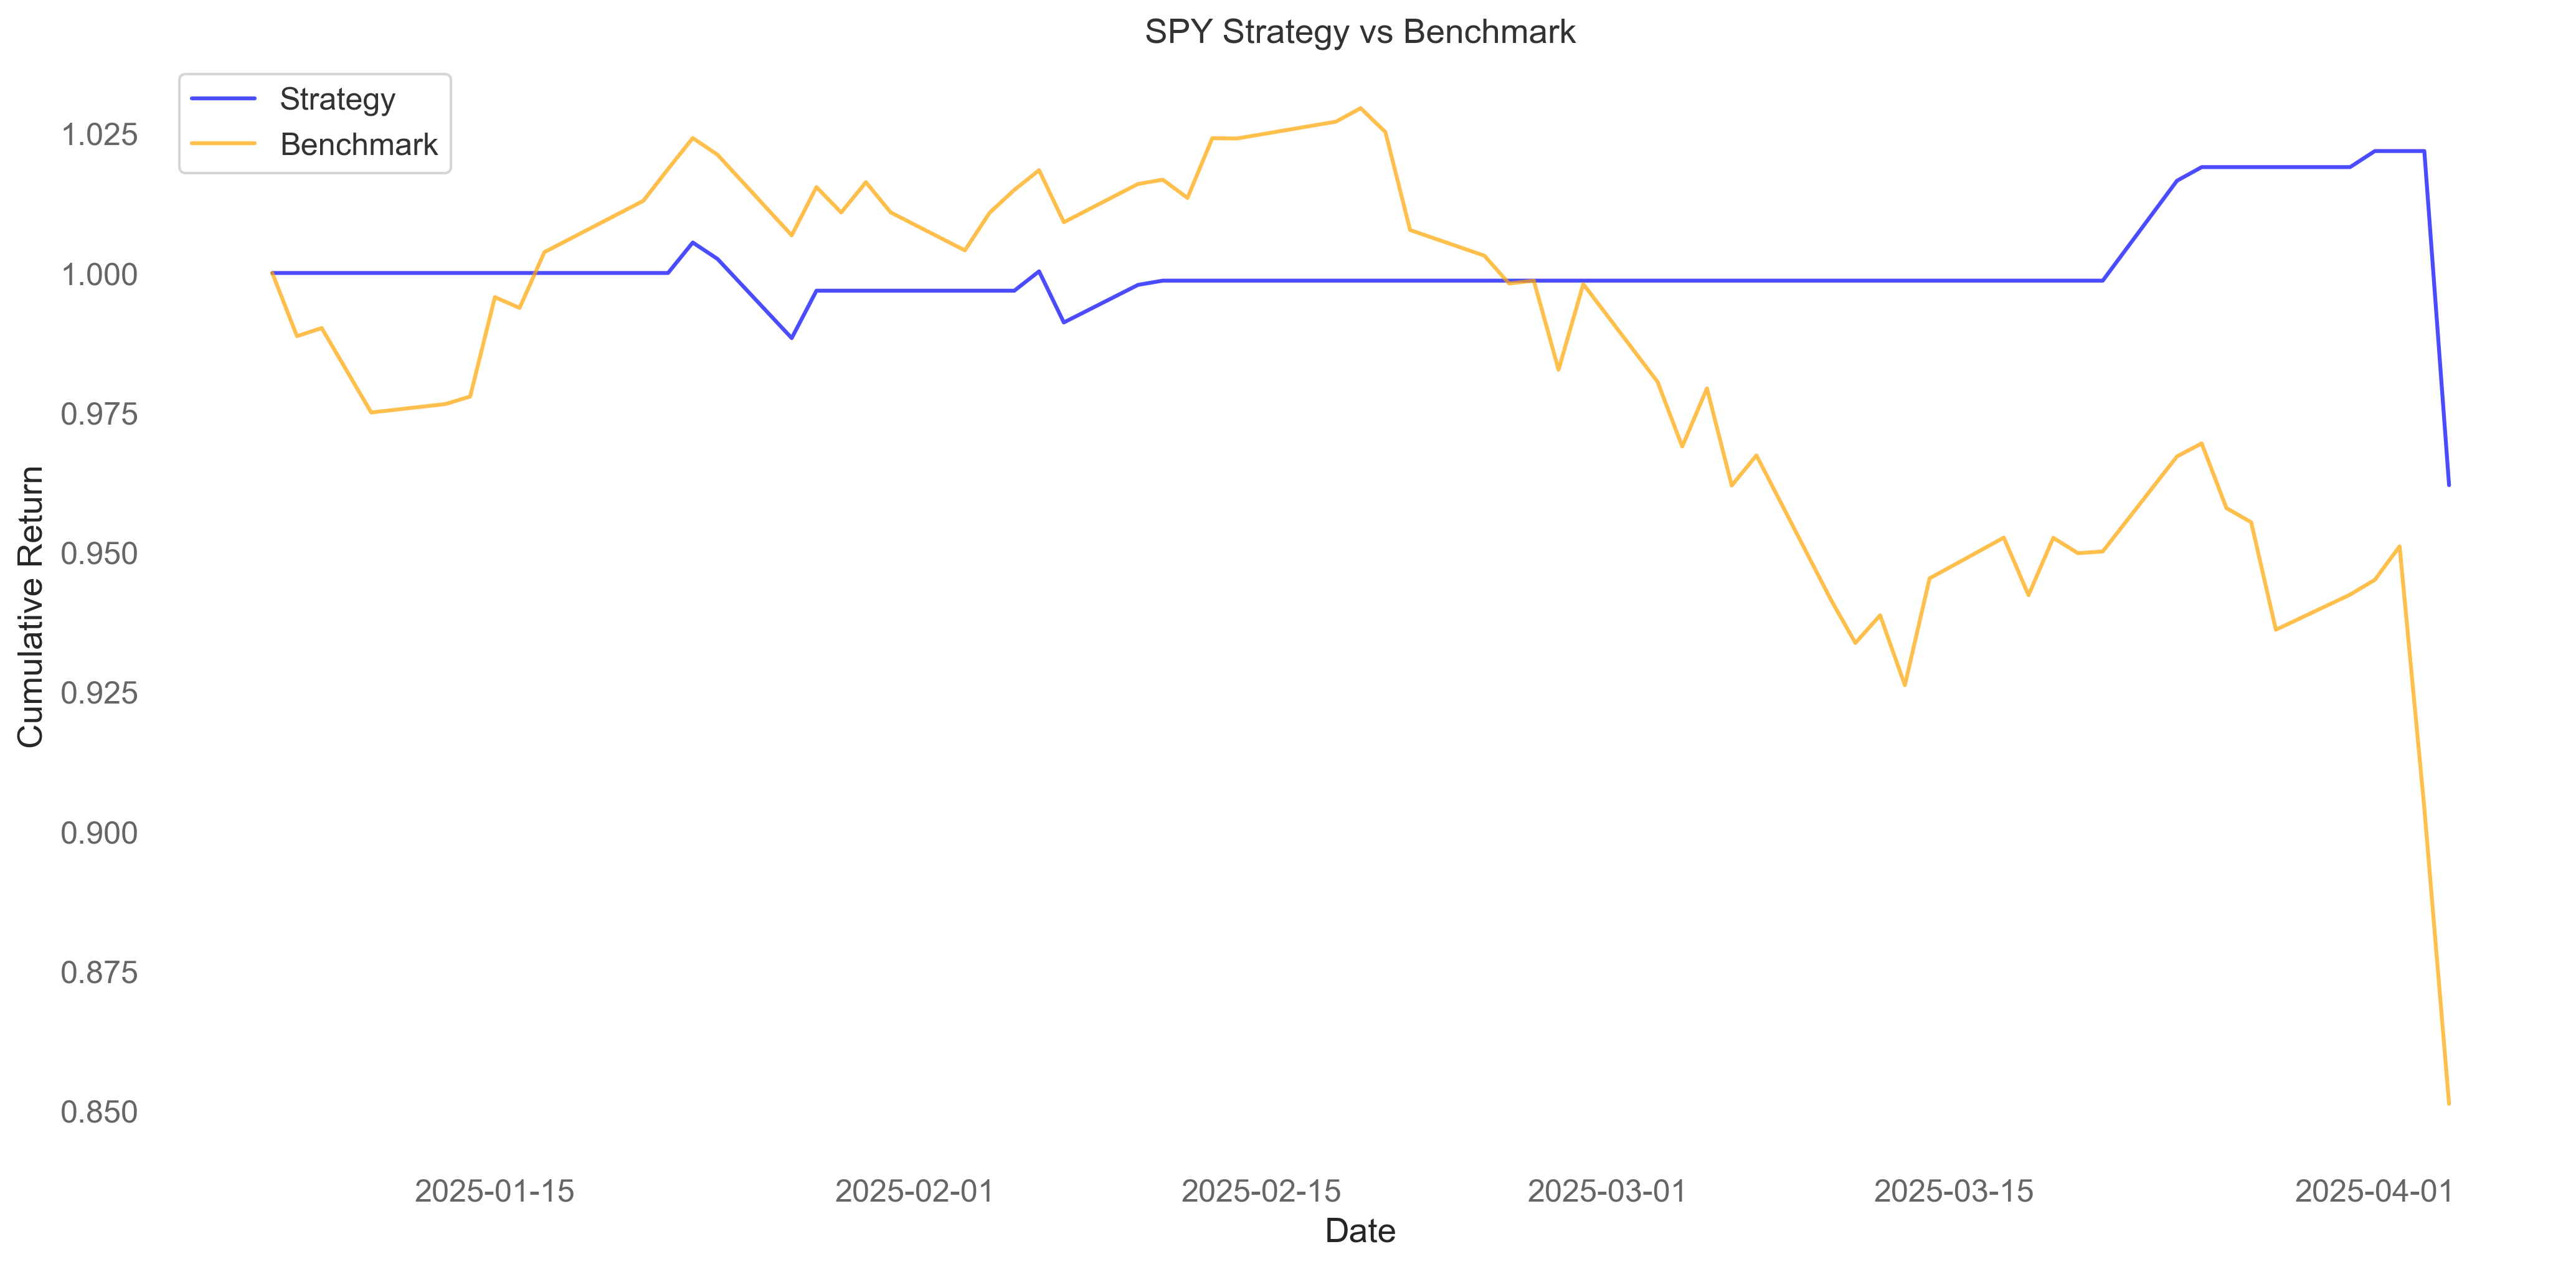 SPY Strategy vs Benchmark
Strategy
Benchmark
1.025
1.000
0.975
0.950
0.925
0.900
0.875
0.850
Cumulative Return
2025-01-15
2025-02-01
2025-02-15
2025-03-01
2025-03-15
2025-04-01
Date